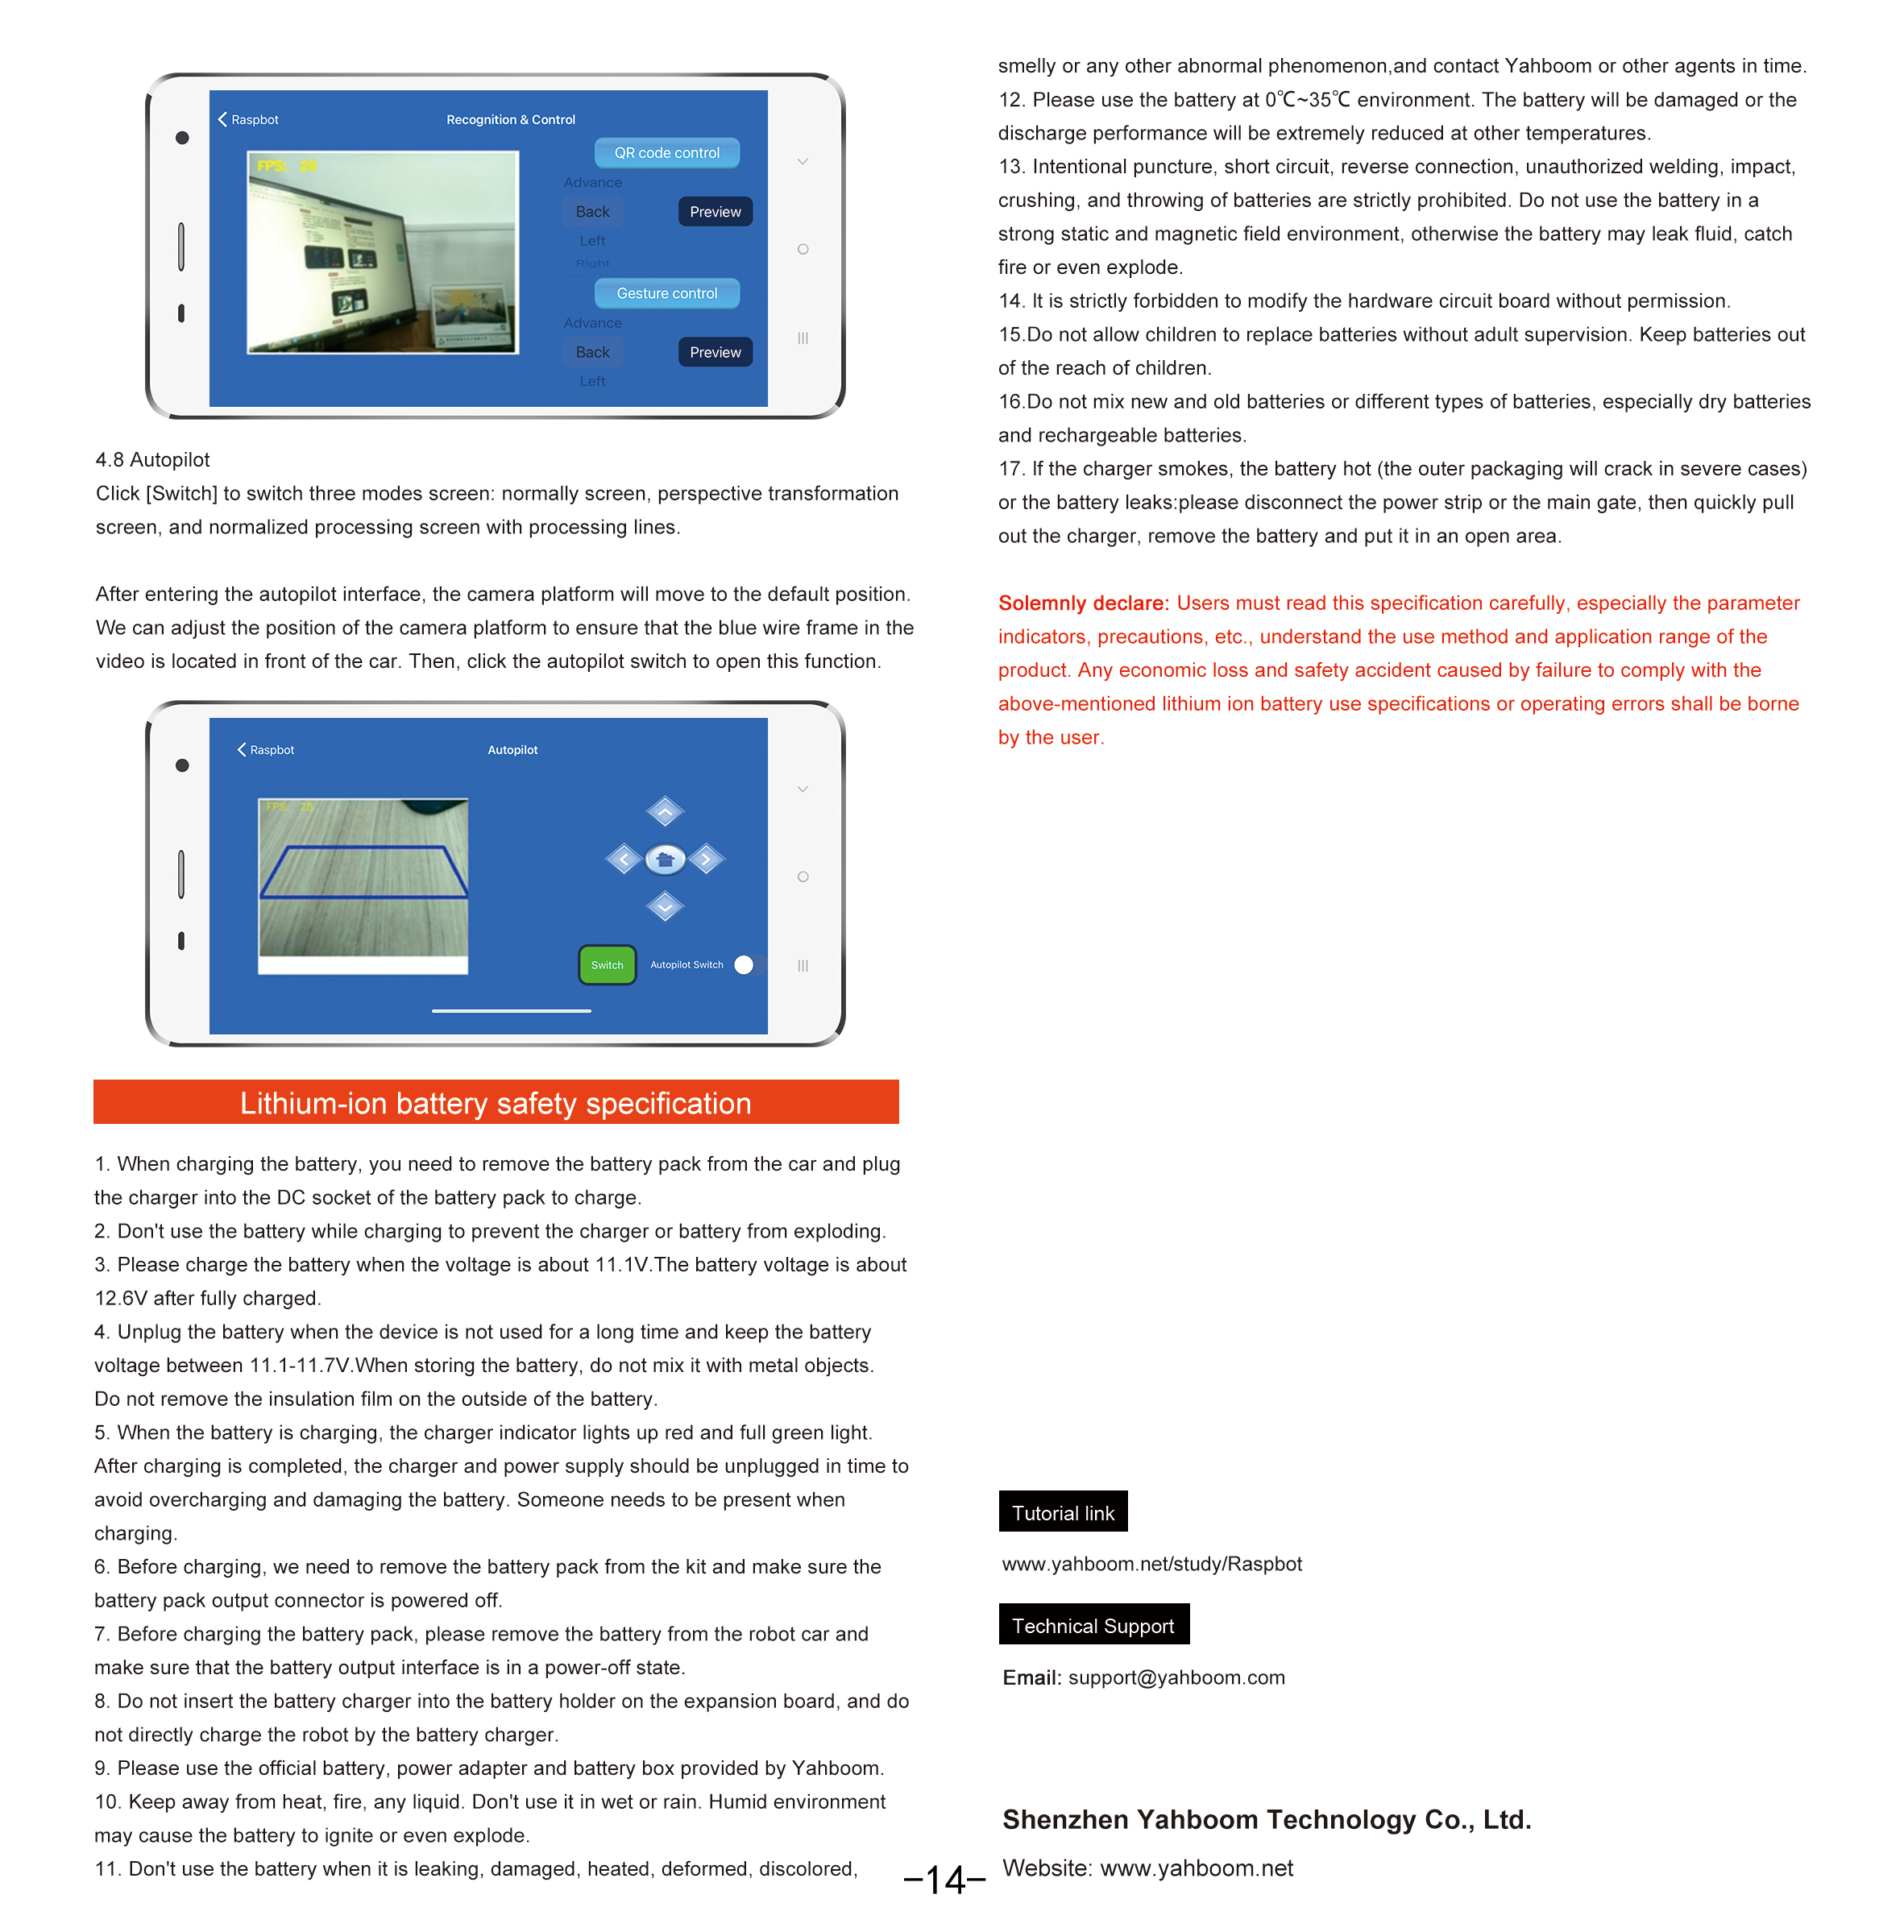 Raspbot
Recognition & Control
FPS: 25
QR code control
Advance
Back
Preview
Left
Right
Gesture control
Advance
Back
Preview
Left
4.8 Autopilot
Click [Switch] to switch three modes screen: normally screen, perspective transformation
screen, and normalized processing screen with processing lines.
After entering the autopilot interface, the camera platform will move to the default position.
We can adjust the position of the camera platform to ensure that the blue wire frame in the
video is located in front of the car. Then, click the autopilot switch to open this function.
Raspbot
Autopilot
FPS: 25
Switch
Autopilot Switch
Lithium-ion battery safety specification
1. When charging the battery, you need to remove the battery pack from the car and plug
the charger into the DC socket of the battery pack to charge.
2. Don't use the battery while charging to prevent the charger or battery from exploding.
3. Please charge the battery when the voltage is about 11.1V.The battery voltage is about
12.6V after fully charged.
4. Unplug the battery when the device is not used for a long time and keep the battery
voltage between 11.1-11.7V.When storing the battery, do not mix it with metal objects.
Do not remove the insulation film on the outside of the battery.
5. When the battery is charging, the charger indicator lights up red and full green light.
After charging is completed, the charger and power supply should be unplugged in time to
avoid overcharging and damaging the battery. Someone needs to be present when
charging.
6. Before charging, we need to remove the battery pack from the kit and make sure the
battery pack output connector is powered off.
7. Before charging the battery pack, please remove the battery from the robot car and
make sure that the battery output interface is in a power-off state.
8. Do not insert the battery charger into the battery holder on the expansion board, and do
not directly charge the robot by the battery charger.
9. Please use the official battery, power adapter and battery box provided by Yahboom.
10. Keep away from heat, fire, any liquid. Don't use it in wet or rain. Humid environment
may cause the battery to ignite or even explode.
11. Don't use the battery when it is leaking, damaged, heated, deformed, discolored,
smelly or any other abnormal phenomenon,and contact Yahboom or other agents in time.
12. Please use the battery at 0℃~35℃ environment. The battery will be damaged or the
discharge performance will be extremely reduced at other temperatures.
13. Intentional puncture, short circuit, reverse connection, unauthorized welding, impact,
crushing, and throwing of batteries are strictly prohibited. Do not use the battery in a
strong static and magnetic field environment, otherwise the battery may leak fluid, catch
fire or even explode.
14. It is strictly forbidden to modify the hardware circuit board without permission.
15.Do not allow children to replace batteries without adult supervision. Keep batteries out
of the reach of children.
16.Do not mix new and old batteries or different types of batteries, especially dry batteries
and rechargeable batteries.
17. If the charger smokes, the battery hot (the outer packaging will crack in severe cases)
or the battery leaks:please disconnect the power strip or the main gate, then quickly pull
out the charger, remove the battery and put it in an open area.
Solemnly declare: Users must read this specification carefully, especially the parameter
indicators, precautions, etc., understand the use method and application range of the
product. Any economic loss and safety accident caused by failure to comply with the
above-mentioned lithium ion battery use specifications or operating errors shall be borne
by the user.
Tutorial link
www.yahboom.net/study/Raspbot
Technical Support
Email: support@yahboom.com
Shenzhen Yahboom Technology Co., Ltd.
Website: www.yahboom.net
-14-